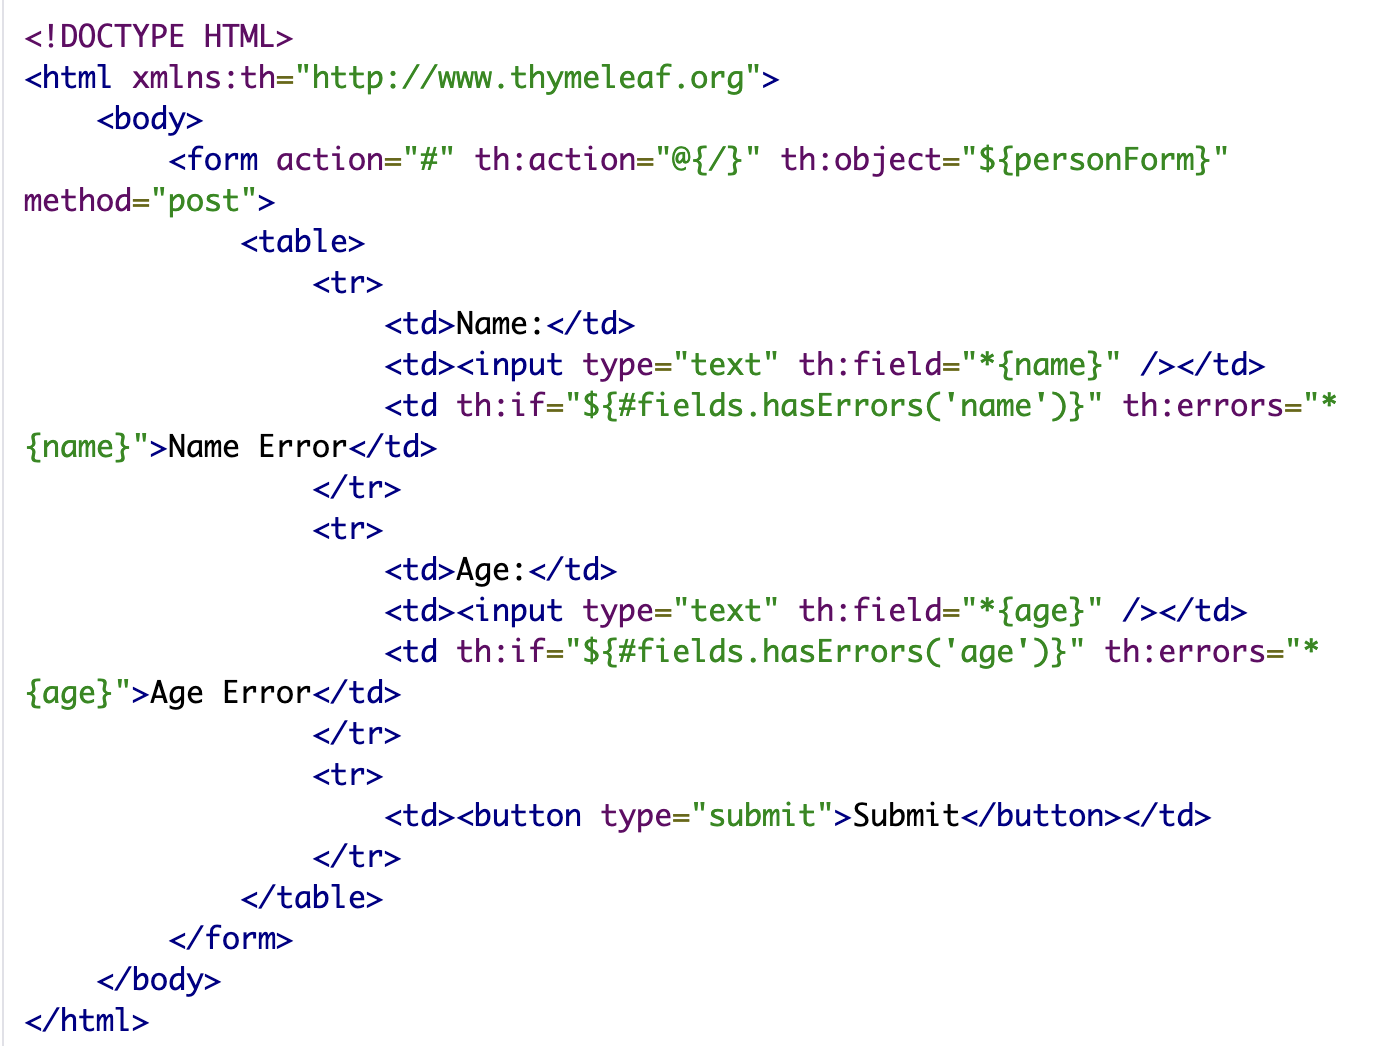 <!DOCTYPE HTML>
<html xmlns:th="http://www.thymeleaf.org">
    <body>
        <form action="#" th:action="@{/}" th:object="${personForm}"
method="post">
            <table>
                <tr>
                    <td>Name:</td>
                    <td><input type="text" th:field="*{name}" /></td>
                    <td th:if="${#fields.hasErrors('name')}" th:errors="*
{name}">Name Error</td>
                </tr>
                <tr>
                    <td>Age:</td>
                    <td><input type="text" th:field="*{age}" /></td>
                    <td th:if="${#fields.hasErrors('age')}" th:errors="*
{age}">Age Error</td>
                </tr>
                <tr>
                    <td><button type="submit">Submit</button></td>
                </tr>
            </table>
        </form>
    </body>
</html>